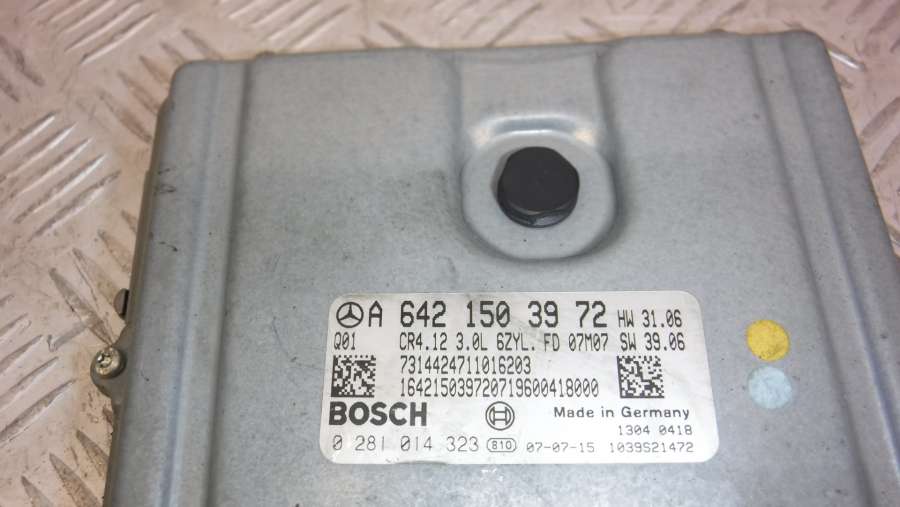 A 642 150 39 72 HW 31.06
Q01 CR4.12 3.0L 6ZYL. FD 07M07 SW 39.06
7314424711016203
164215039720719600418000
BOSCH Made in Germany
1304 0418
0 281 014 323 810 07-07-15 1039S21472